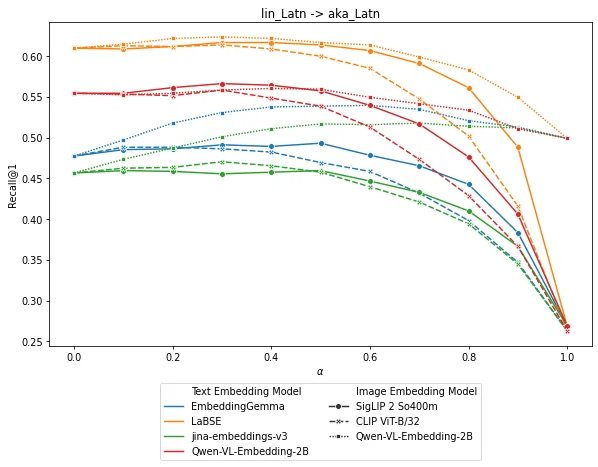 lin_Latn -> aka_Latn
Recall@1
0.60
0.55
0.50
0.45
0.40
0.35
0.30
0.25
0.0 0.2 0.4 0.6 0.8 1.0
α
Text Embedding Model
EmbeddingGemma
LaBSE
jina-embeddings-v3
Qwen-VL-Embedding-2B
Image Embedding Model
SigLIP 2 So400m
CLIP ViT-B/32
Qwen-VL-Embedding-2B